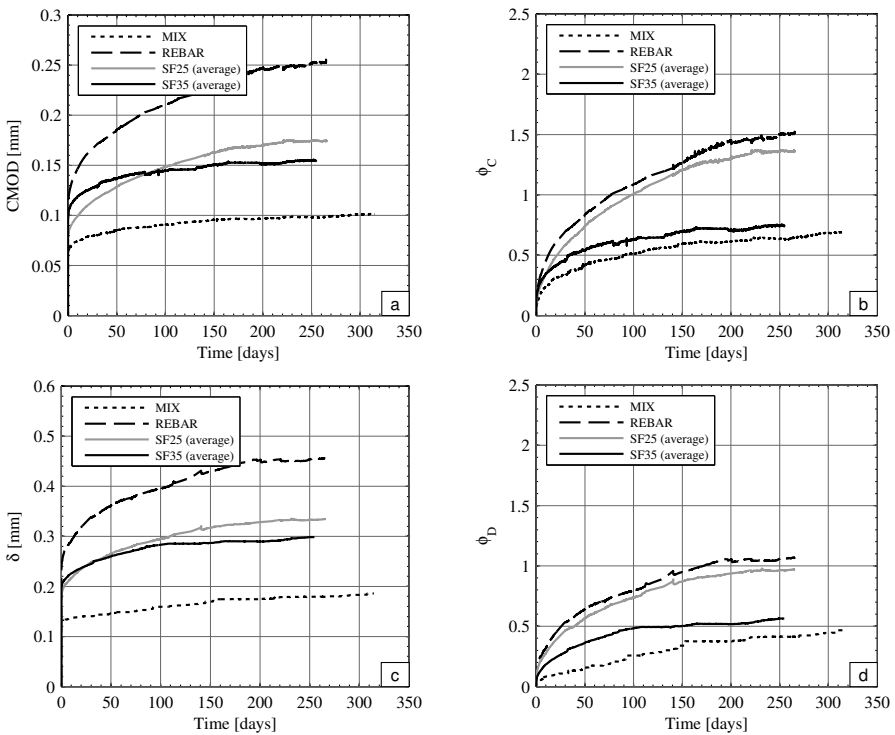 0.3
0.25
0.2
0.15
0.1
0.05
0
CMOD [mm]
MIX
REBAR
SF25 (average)
SF35 (average)
a
0 50 100 150 200 250 300 350
Time [days]
2.5
2
1.5
1
0.5
0
ϕC
MIX
REBAR
SF25 (average)
SF35 (average)
b
0 50 100 150 200 250 300 350
Time [days]
0.6
0.5
0.4
0.3
0.2
0.1
0
δ [mm]
MIX
REBAR
SF25 (average)
SF35 (average)
c
0 50 100 150 200 250 300 350
Time [days]
2.5
2
1.5
1
0.5
0
ϕD
MIX
REBAR
SF25 (average)
SF35 (average)
d
0 50 100 150 200 250 300 350
Time [days]